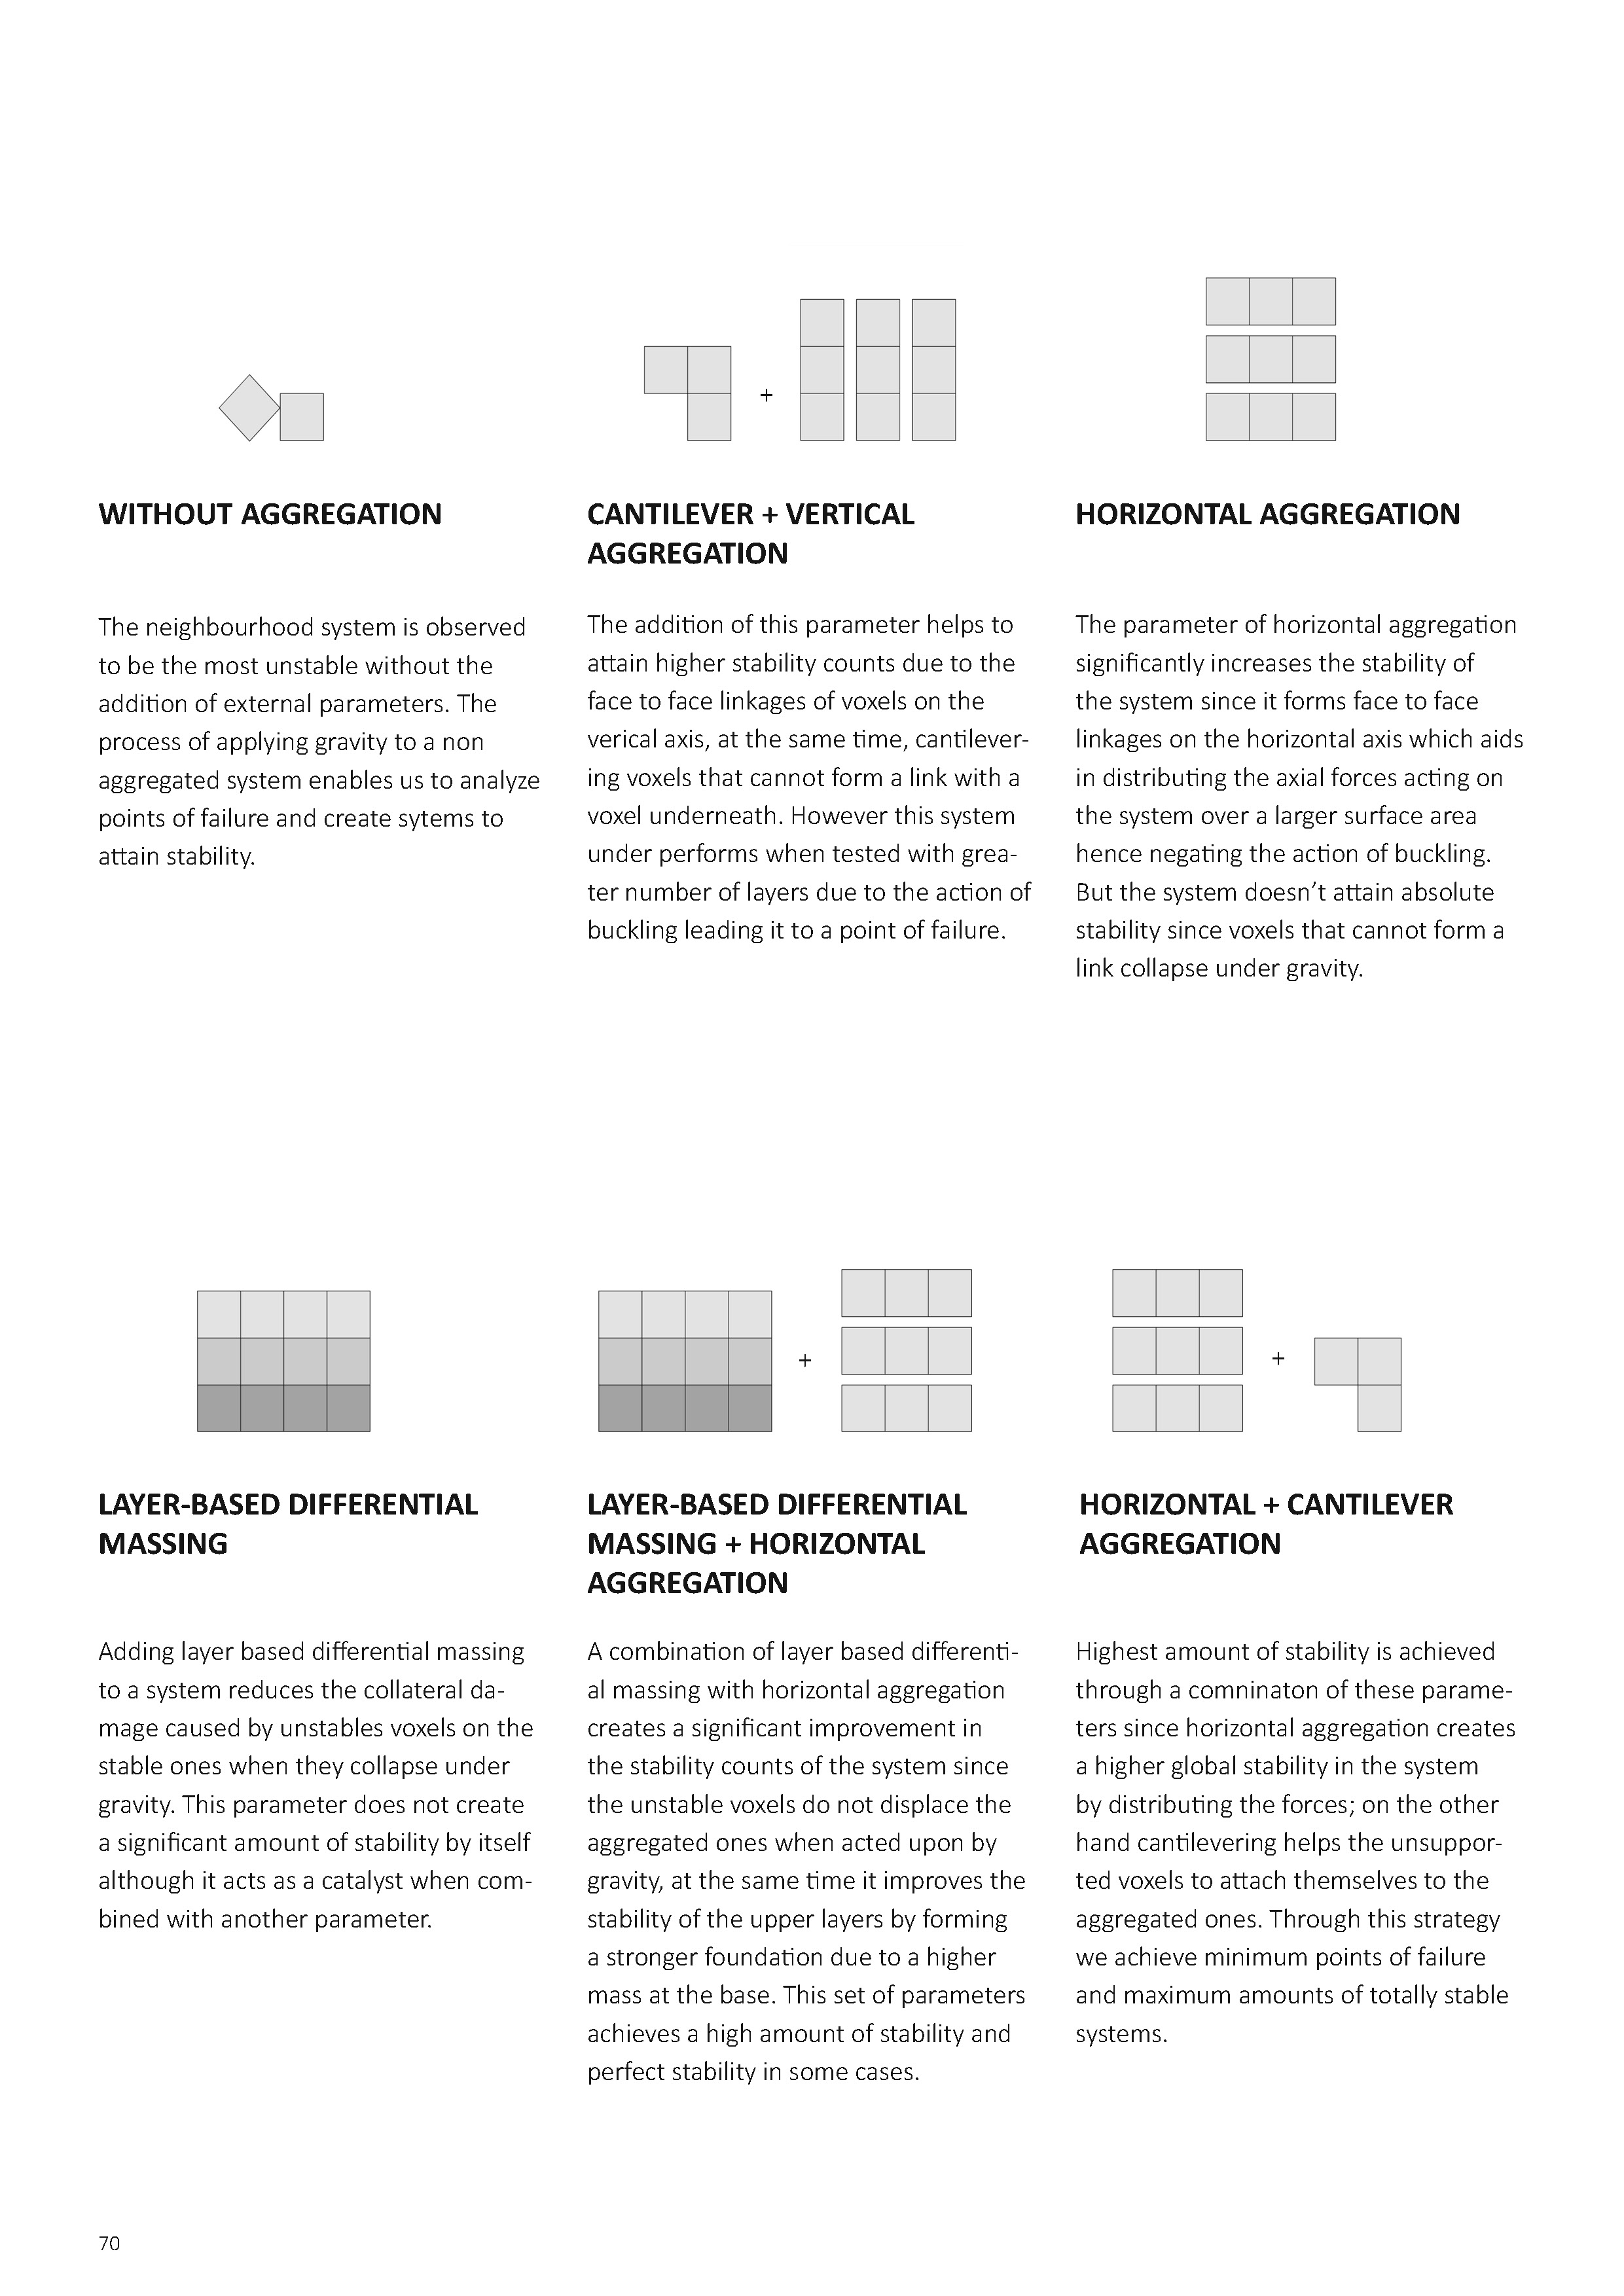 +
WITHOUT AGGREGATION
The neighbourhood system is observed
to be the most unstable without the
addition of external parameters. The
process of applying gravity to a non
aggregated system enables us to analyze
points of failure and create sytems to
attain stability.
CANTILEVER + VERTICAL
AGGREGATION
The addition of this parameter helps to
attain higher stability counts due to the
face to face linkages of voxels on the
verical axis, at the same time, cantilever-
ing voxels that cannot form a link with a
voxel underneath. However this system
under performs when tested with grea-
ter number of layers due to the action of
buckling leading it to a point of failure.
HORIZONTAL AGGREGATION
The parameter of horizontal aggregation
significantly increases the stability of
the system since it forms face to face
linkages on the horizontal axis which aids
in distributing the axial forces acting on
the system over a larger surface area
hence negating the action of buckling.
But the system doesn’t attain absolute
stability since voxels that cannot form a
link collapse under gravity.
+
+
LAYER-BASED DIFFERENTIAL
MASSING
Adding layer based differential massing
to a system reduces the collateral da-
mage caused by unstables voxels on the
stable ones when they collapse under
gravity. This parameter does not create
a significant amount of stability by itself
although it acts as a catalyst when com-
bined with another parameter.
LAYER-BASED DIFFERENTIAL
MASSING + HORIZONTAL
AGGREGATION
A combination of layer based differenti-
al massing with horizontal aggregation
creates a significant improvement in
the stability counts of the system since
the unstable voxels do not displace the
aggregated ones when acted upon by
gravity, at the same time it improves the
stability of the upper layers by forming
a stronger foundation due to a higher
mass at the base. This set of parameters
achieves a high amount of stability and
perfect stability in some cases.
HORIZONTAL + CANTILEVER
AGGREGATION
Highest amount of stability is achieved
through a comninaton of these parame-
ters since horizontal aggregation creates
a higher global stability in the system
by distributing the forces; on the other
hand cantilevering helps the unsuppor-
ted voxels to attach themselves to the
aggregated ones. Through this strategy
we achieve minimum points of failure
and maximum amounts of totally stable
systems.
70